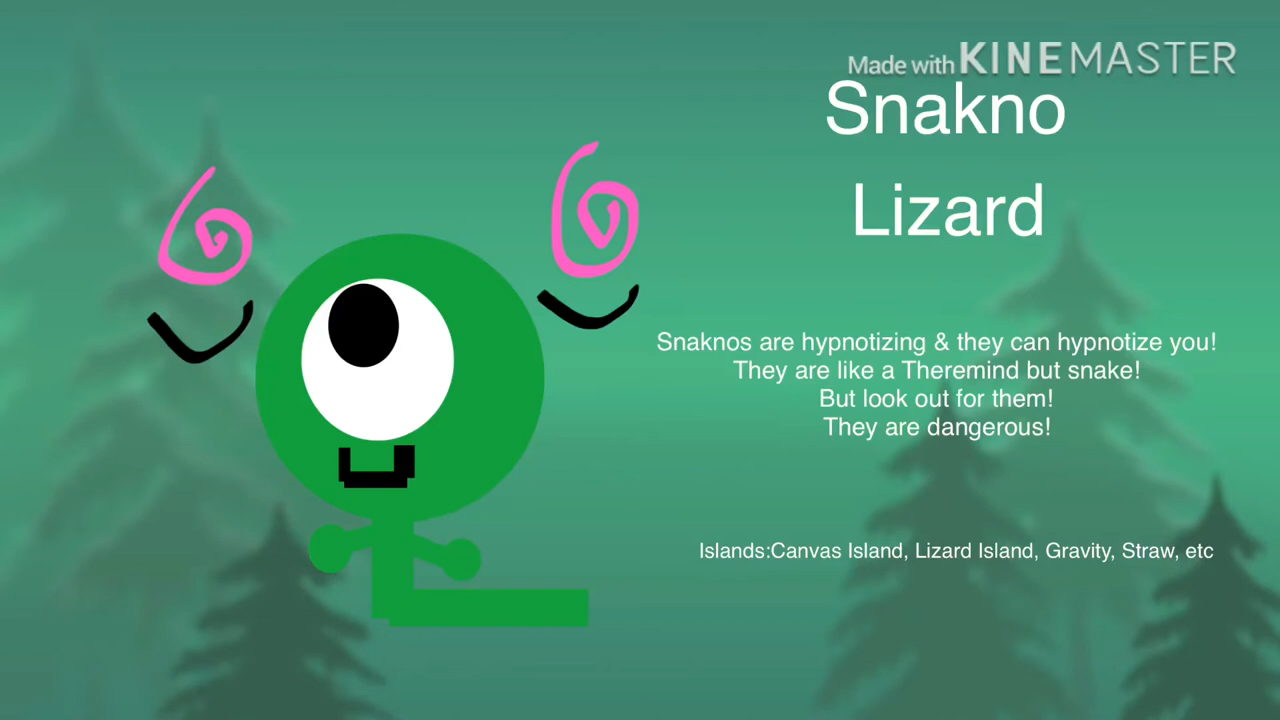 Made with KINEMASTER
Snakno
Lizard
Snaknos are hypnotizing & they can hypnotize you!
They are like a Theremind but snake!
But look out for them!
They are dangerous!
Islands:Canvas Island, Lizard Island, Gravity, Straw, etc